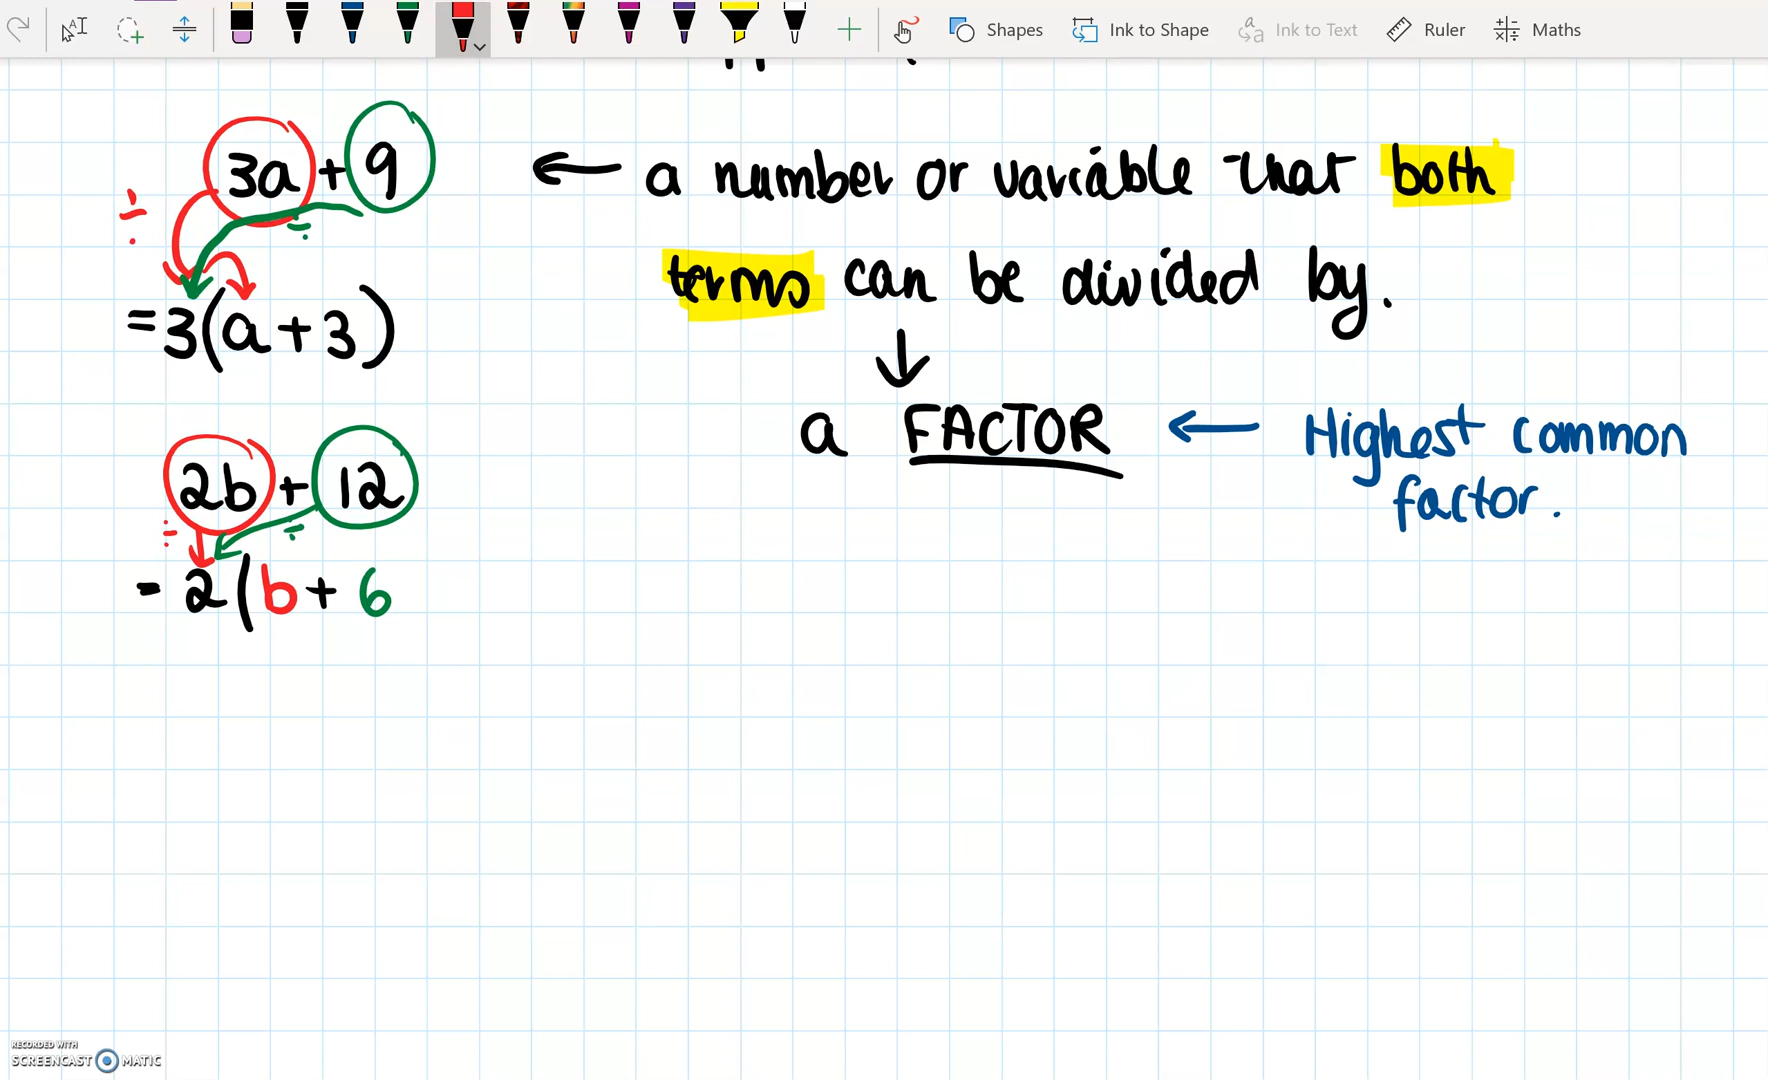 Shapes Ink to Shape Ink to Text Ruler Maths
3a + 9 ← a number or variable that both
÷ ÷
terms can be divided by.
= 3(a + 3)
↓
a FACTOR ← Highest common
factor.
2b + 12
÷ ÷
= 2(b + 6
RECORDED WITH
SCREENCAST MATIC